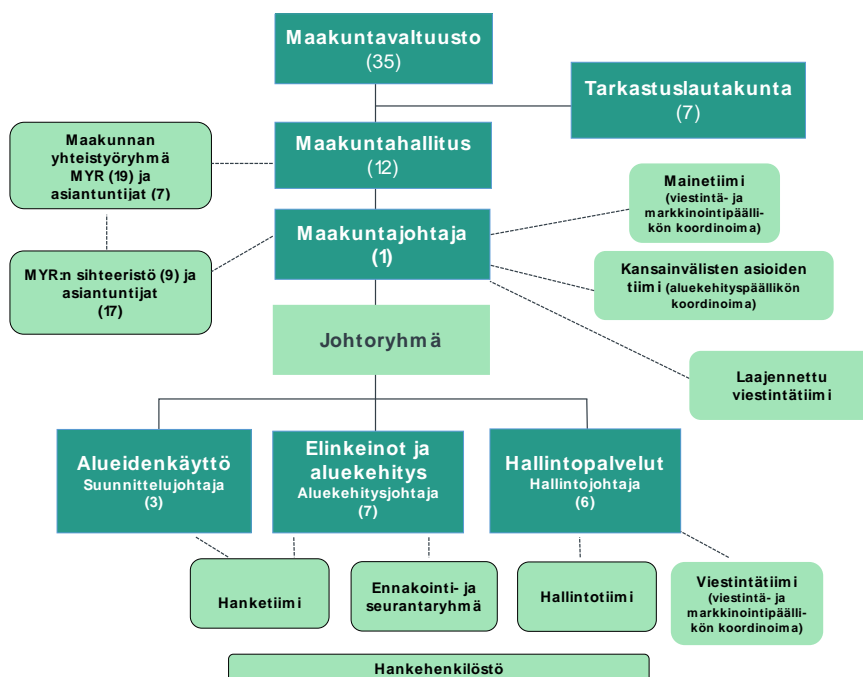 Maakuntavaltuusto
(35)
Tarkastuslautakunta
(7)
Maakunnan
yhteistyöryhmä
MYR (19) ja
asiantuntijat (7)
Maakuntahallitus
(12)
Mainetiimi
(viestintä- ja
markkinointipäälli-
kön koordinoima)
Maakuntajohtaja
(1)
MYR:n sihteeristö (9) ja
asiantuntijat
(17)
Kansainvälisten asioiden
tiimi (aluekehityspäällikön
koordinoima)
Johtoryhmä
Laajennettu
viestintätiimi
Alueidenkäyttö
Suunnittelujohtaja
(3)
Elinkeinot ja
aluekehitys
Aluekehitysjohtaja
(7)
Hallintopalvelut
Hallintojohtaja
(6)
Hanketiimi
Ennakointi- ja
seurantaryhmä
Hallintotiimi
Viestintätiimi
(viestintä- ja
markkinointipäälli-
kön koordinoima)
Hankehenkilöstö